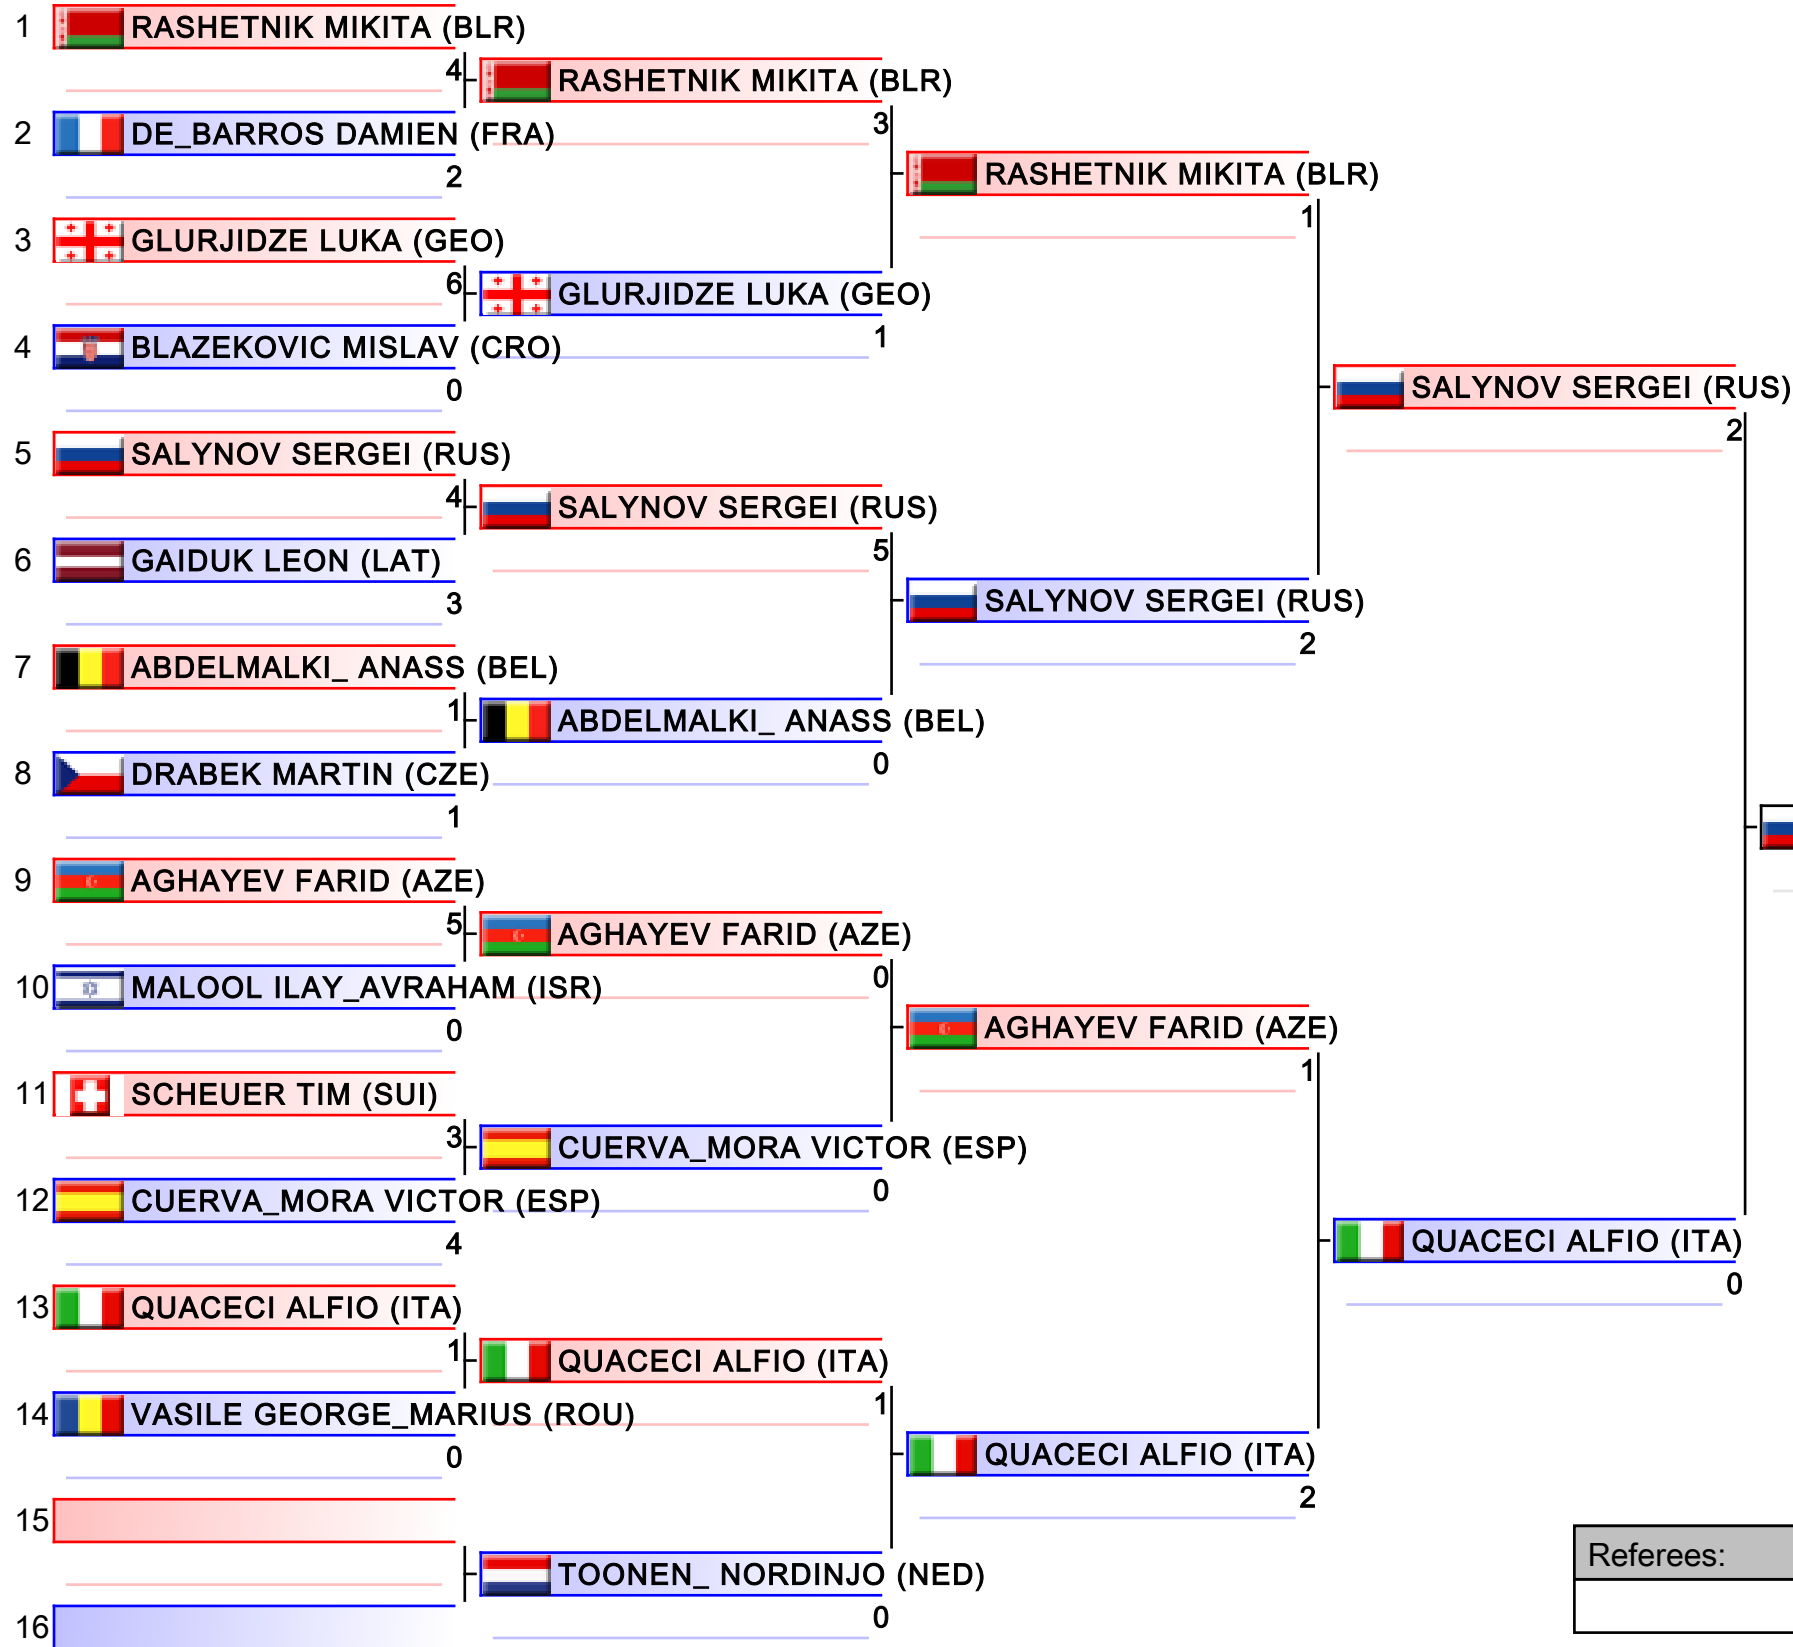 1 RASHETNIK MIKITA (BLR)
4 RASHETNIK MIKITA (BLR)
2 DE_BARROS DAMIEN (FRA)
3
2
RASHETNIK MIKITA (BLR)
1
3 GLURJIDZE LUKA (GEO)
6 GLURJIDZE LUKA (GEO)
4 BLAZEKOVIC MISLAV (CRO)
1
0
SALYNOV SERGEI (RUS)
2
5 SALYNOV SERGEI (RUS)
4 SALYNOV SERGEI (RUS)
5
6 GAIDUK LEON (LAT)
3
SALYNOV SERGEI (RUS)
2
7 ABDELMALKI_ ANASS (BEL)
1 ABDELMALKI_ ANASS (BEL)
0
8 DRABEK MARTIN (CZE)
1
9 AGHAYEV FARID (AZE)
5 AGHAYEV FARID (AZE)
0
10 MALOOL ILAY_AVRAHAM (ISR)
0
AGHAYEV FARID (AZE)
1
11 SCHEUER TIM (SUI)
3 CUERVA_MORA VICTOR (ESP)
0
12 CUERVA_MORA VICTOR (ESP)
4
QUACECI ALFIO (ITA)
0
13 QUACECI ALFIO (ITA)
1 QUACECI ALFIO (ITA)
1
14 VASILE GEORGE_MARIUS (ROU)
0
QUACECI ALFIO (ITA)
2
15
TOONEN_ NORDINJO (NED)
0
16
Referees: